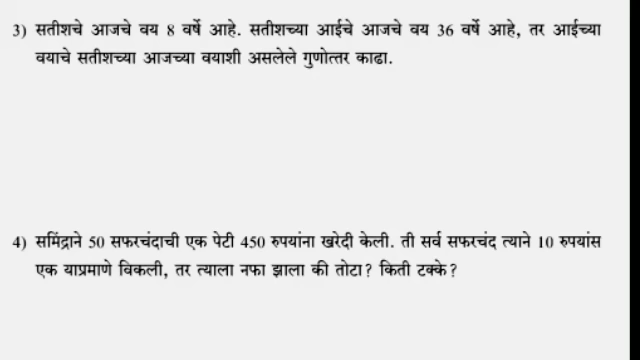 3) सतीशचे आजचे वय 8 वर्षे आहे. सतीशच्या आईचे आजचे वय 36 वर्षे आहे, तर आईच्या
वयाचे सतीशच्या आजच्या वयाशी असलेले गुणोत्तर काढा.
4) समिंद्राने 50 सफरचंदाची एक पेटी 450 रुपयांना खरेदी केली. ती सर्व सफरचंद त्याने 10 रुपयांस
एक याप्रमाणे विकली, तर त्याला नफा झाला की तोटा? किती टक्के?